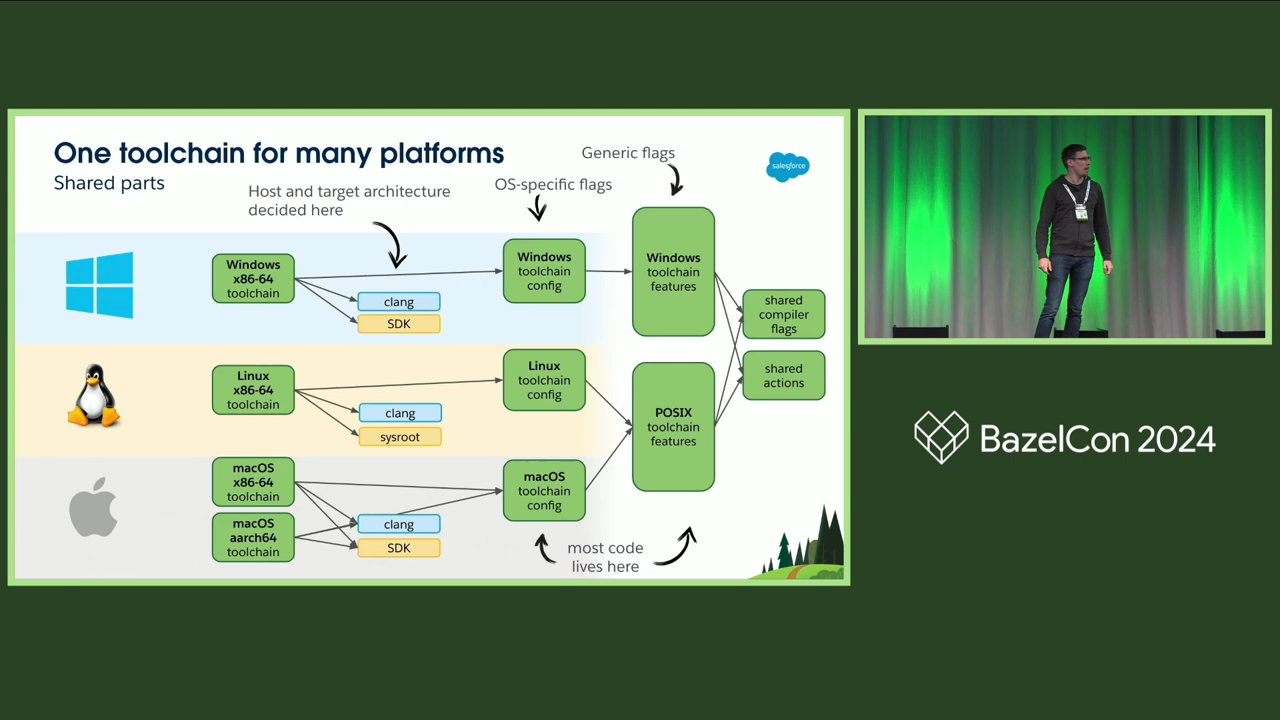 One toolchain for many platforms
Shared parts
Generic flags
salesforce
Host and target architecture
decided here
OS-specific flags
Windows
x86-64
toolchain
clang
SDK
Windows
toolchain
config
Windows
toolchain
features
shared
compiler
flags
shared
actions
Linux
x86-64
toolchain
clang
sysroot
Linux
toolchain
config
POSIX
toolchain
features
macOS
x86-64
toolchain
macOS
aarch64
toolchain
clang
SDK
macOS
toolchain
config
most code
lives here
BazelCon 2024